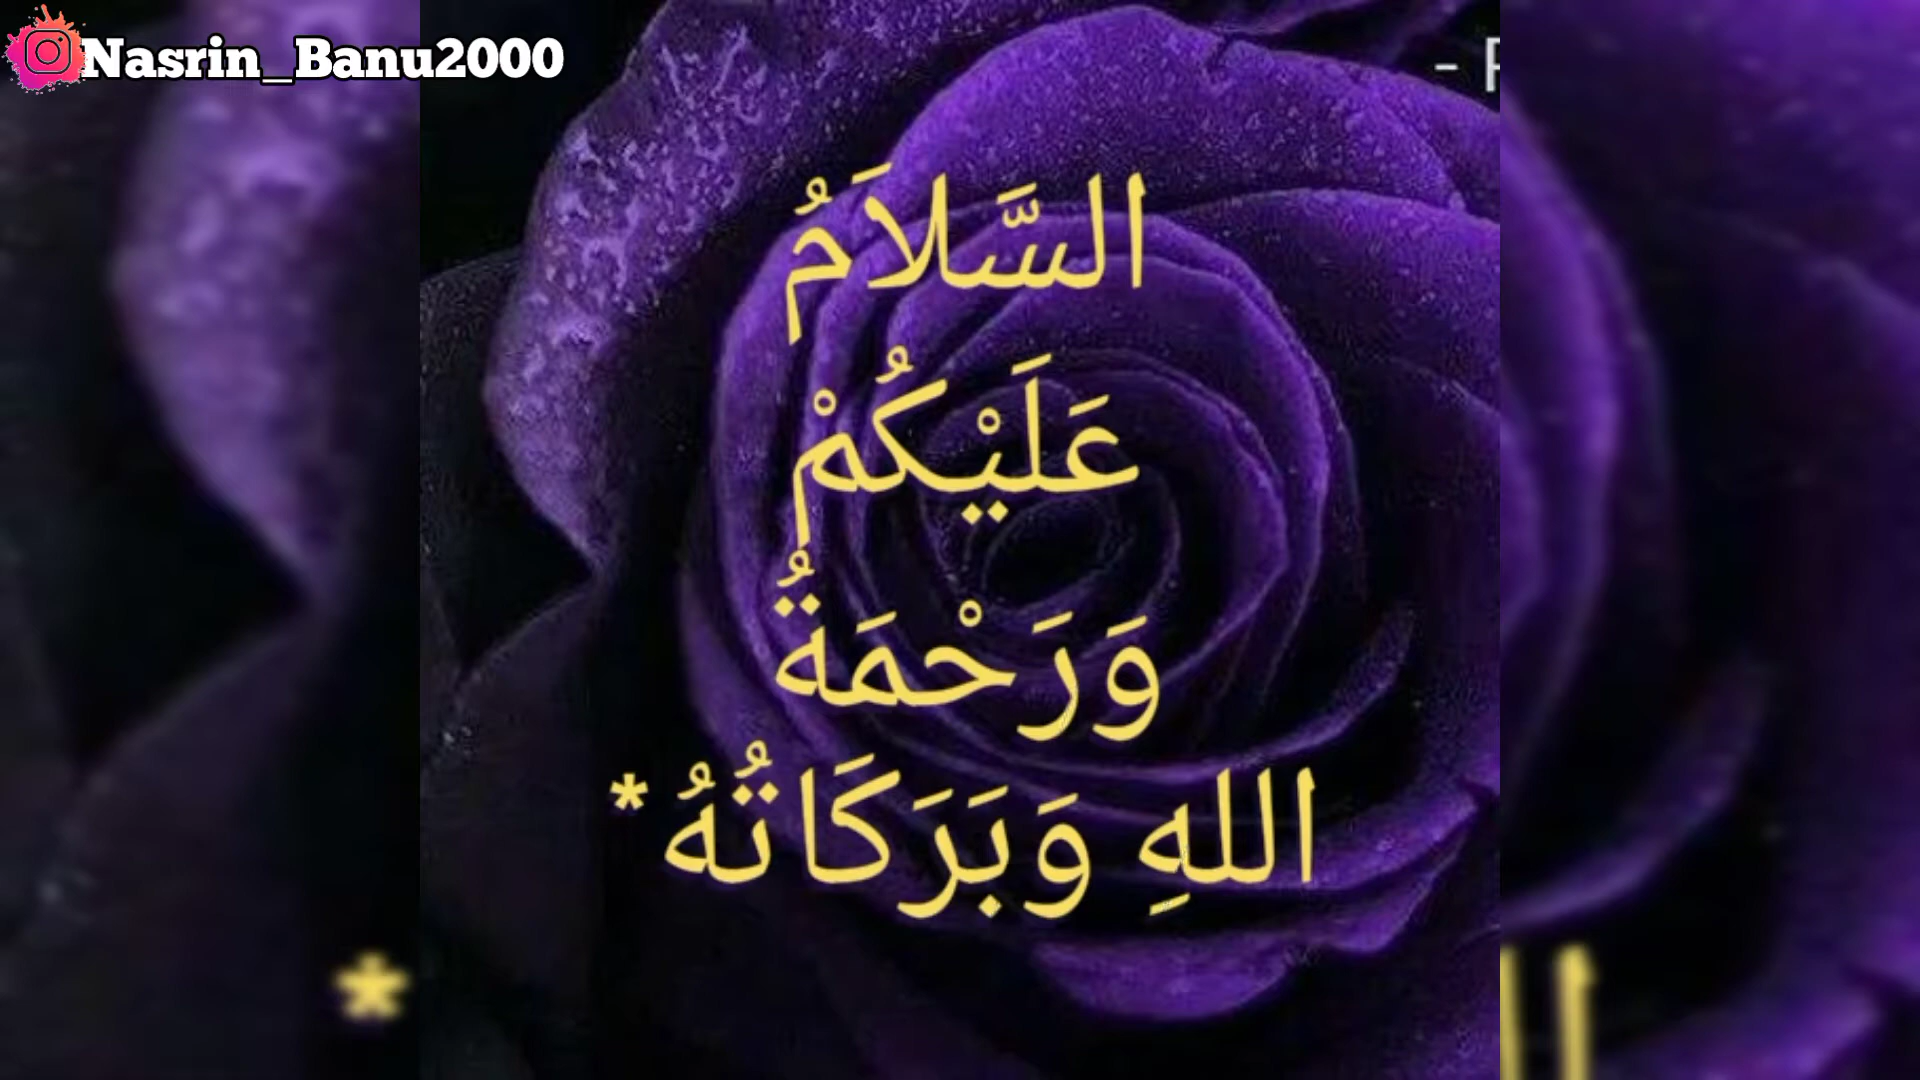 Nasrin_Banu2000
السَّلاَمُ
عَلَيْكُمْ
وَرَحْمَةُ
اللهِ وَبَرَكَاتُهُ*